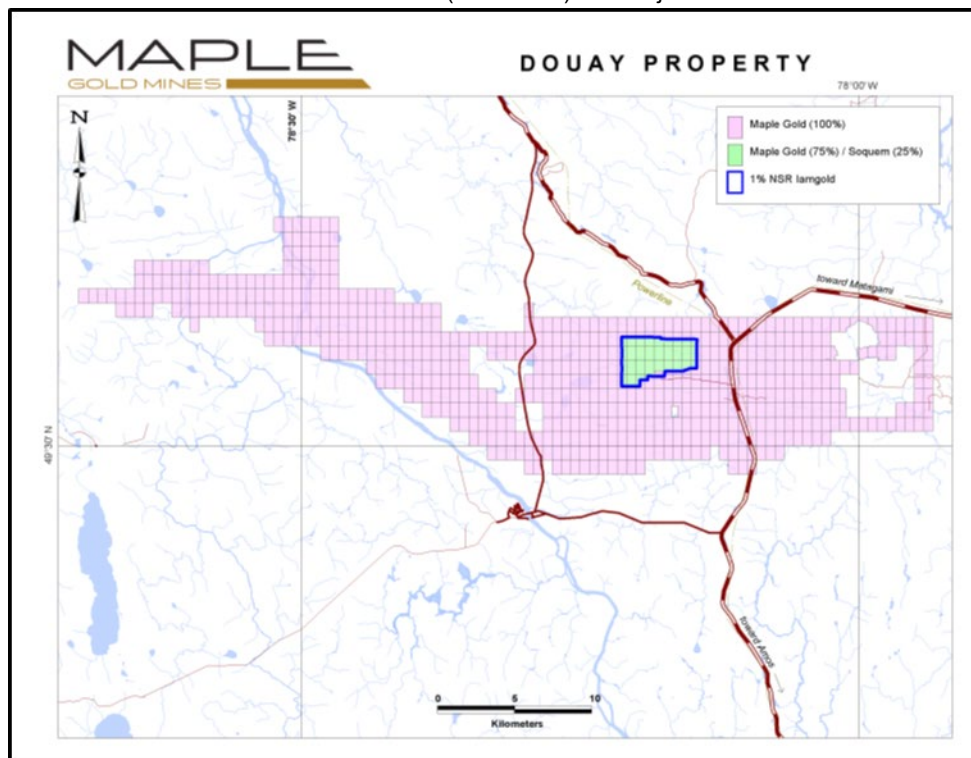 MAPLE
GOLD MINES
DOUAY PROPERTY
78°00' W
78°30' W
N
Maple Gold (100%)
Maple Gold (75%) / Soquem (25%)
1% NSR Iamgold
toward Matagami
Powerline
49°30' N
toward Amos
0 5 10
Kilometers